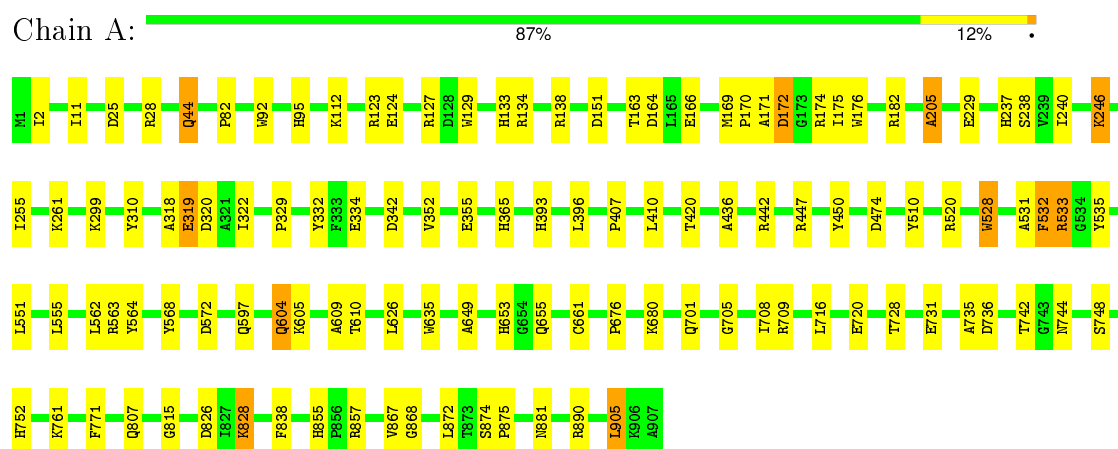 Chain A:
87% 12% •
M1 I2 I11 D25 R28 Q44 P82 W92 H95 K112 R123 E124 R127 D128 W129 H133 R134 R138 D151 T163 D164 L165 E166 M169 P170 A171 D172 G173 R174 I175 W176 R182 A205 E229 H237 S238 V239 I240 K246
I255 K261 K299 Y310 A318 E319 D320 A321 I322 P329 Y332 F333 E334 D342 V352 E355 H365 H393 L396 P407 L410 T420 A436 R442 R447 Y450 D474 Y510 R520 W528 A531 F532 R533 G534 Y535
L551 L555 L562 R563 Y564 Y568 D572 Q597 Q604 K605 A609 T610 L626 W635 A649 H653 G654 Q655 C661 P676 K680 Q701 G705 I708 R709 L716 E720 T728 E731 A735 D736 T742 G743 N744 S748
H752 K761 F771 Q807 G815 D826 I827 K828 F838 H855 P856 R857 V867 G868 L872 T873 S874 P875 N881 R890 L905 K906 A907